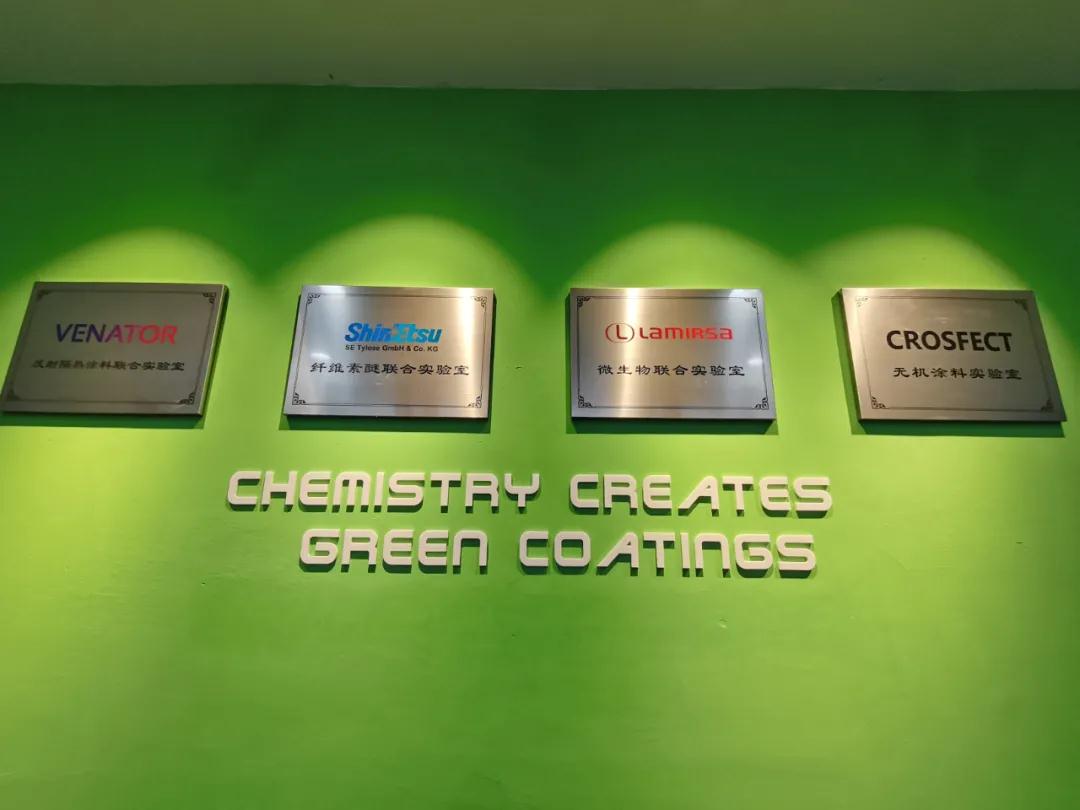 VENATOR
反射隔热涂料联合实验室
ShinEtsu
SE Tylose GmbH & Co. KG
纤维素醚联合实验室
LAMIRSA
微生物联合实验室
CROSFECT
无机涂料实验室
CHEMISTRY CREATES
GREEN COATINGS